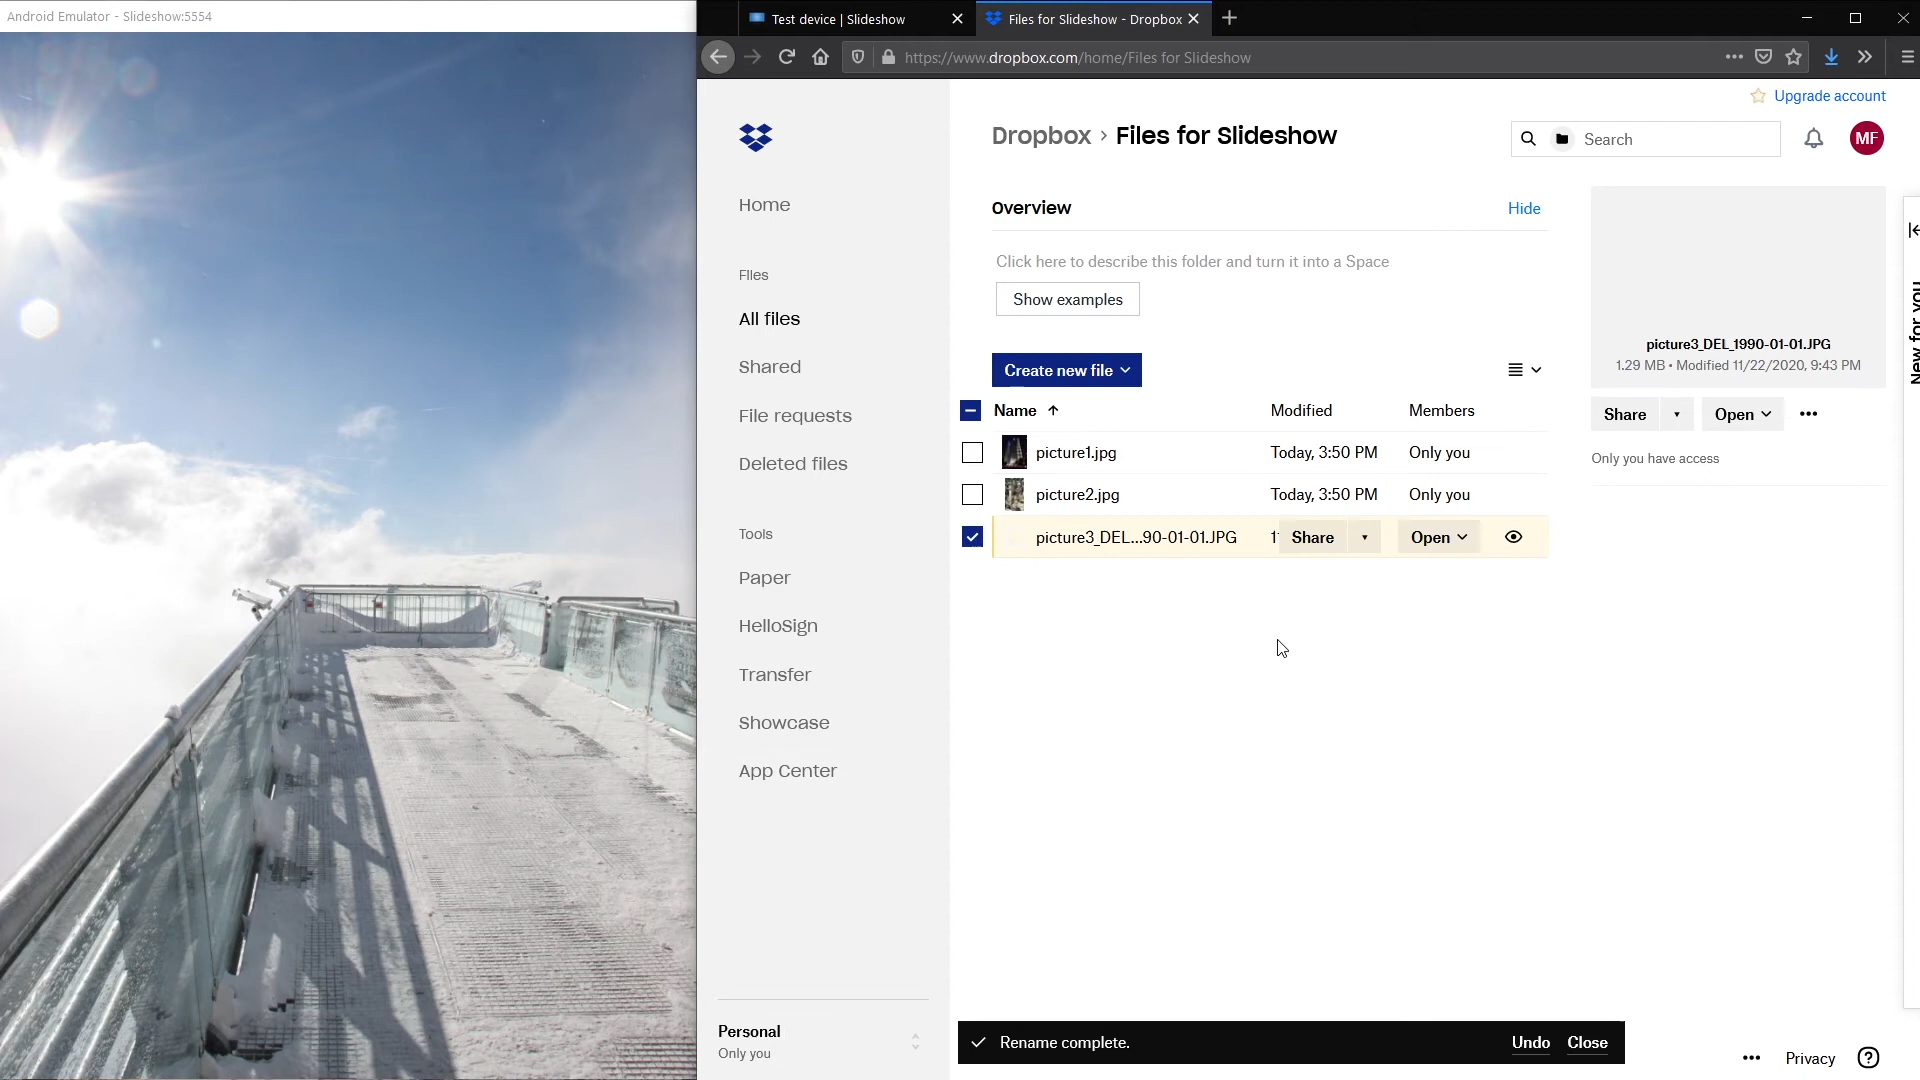 Android Emulator - Slideshow:5554
Test device | Slideshow
Files for Slideshow - Dropbox
https://www.dropbox.com/home/Files for Slideshow
Upgrade account
Dropbox › Files for Slideshow
Search
MF
Home
Files
All files
Shared
File requests
Deleted files
Tools
Paper
HelloSign
Transfer
Showcase
App Center
Personal
Only you
Overview
Hide
Click here to describe this folder and turn it into a Space
Show examples
Create new file
Name Modified Members
picture1.jpg Today, 3:50 PM Only you
picture2.jpg Today, 3:50 PM Only you
picture3_DEL...90-01-01.JPG 1 Share Open
picture3_DEL_1990-01-01.JPG
1.29 MB • Modified 11/22/2020, 9:43 PM
Share Open
Only you have access
New for you
Rename complete. Undo Close
Privacy